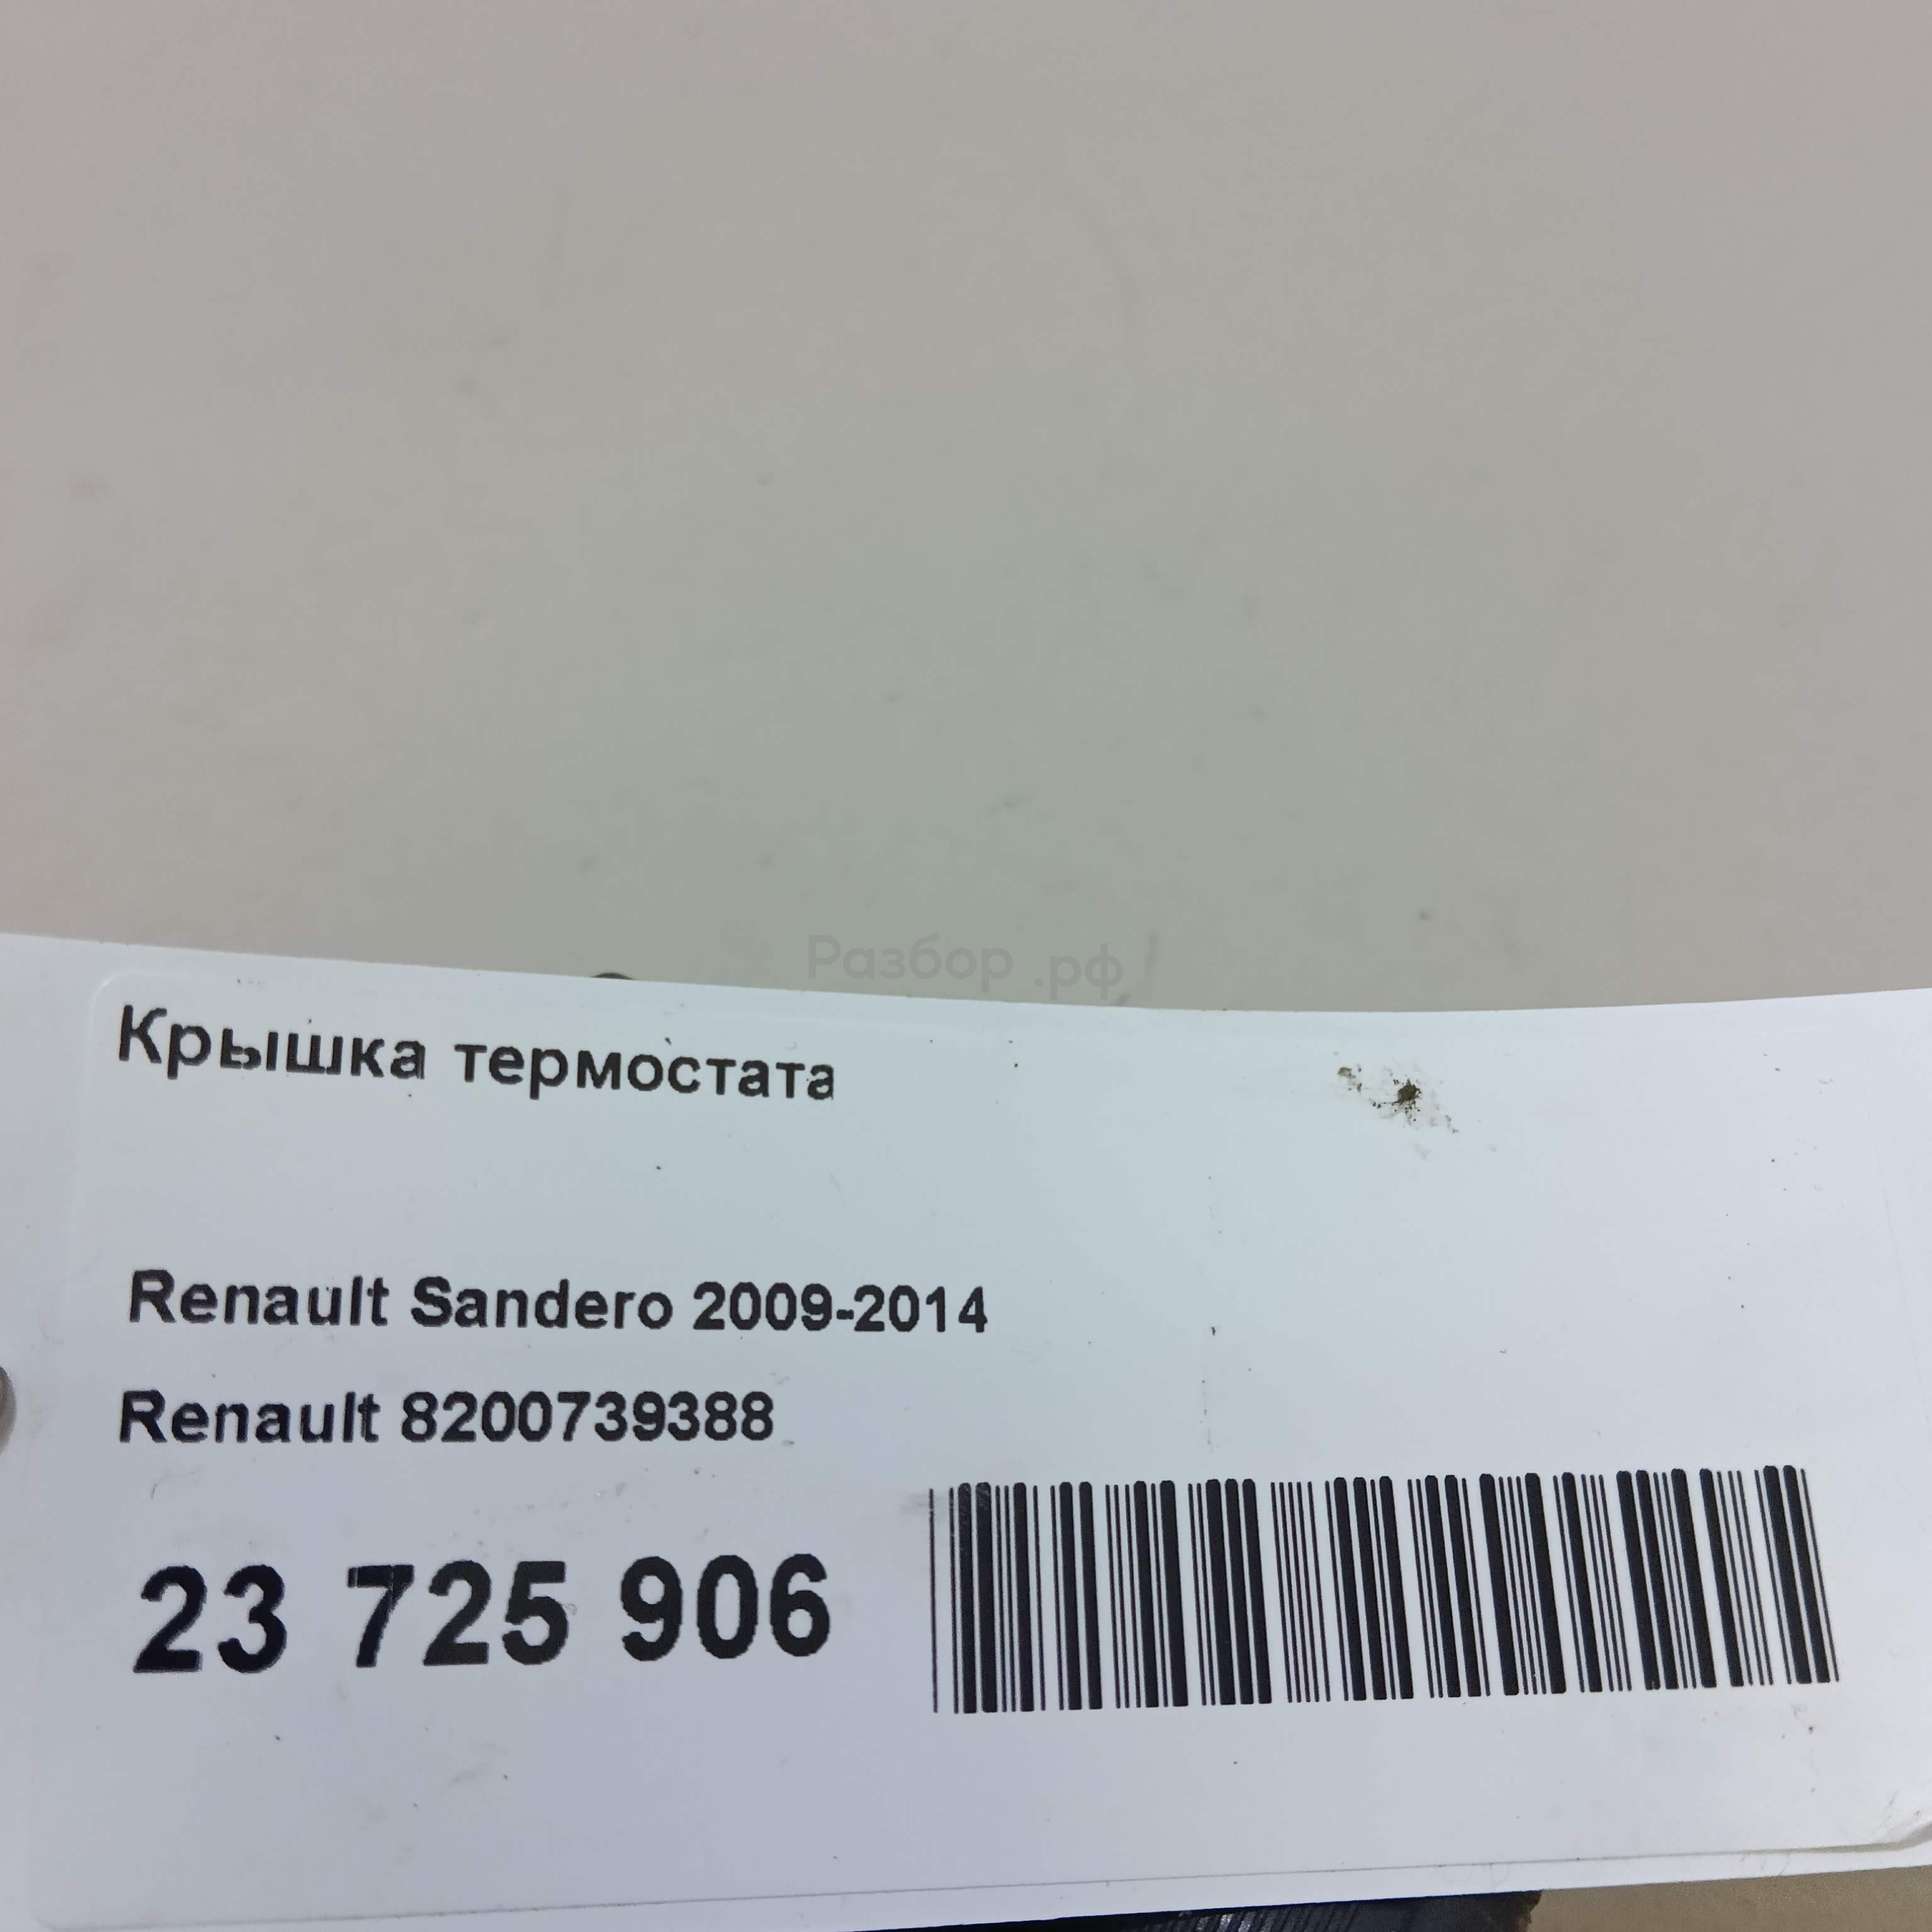 Разбор .рф
Крышка термостата
Renault Sandero 2009-2014
Renault 8200739388
23 725 906